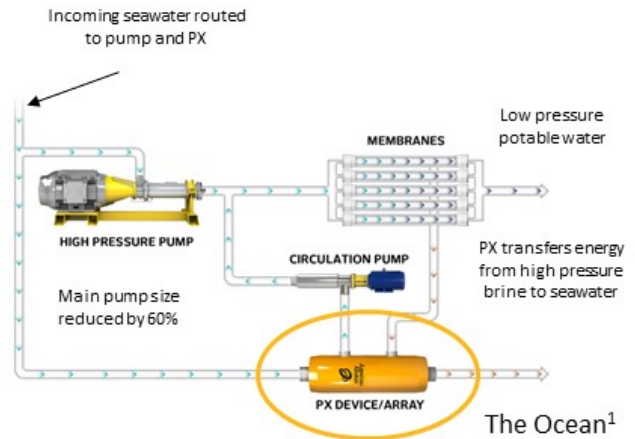 Incoming seawater routed
to pump and PX
Low pressure
potable water
MEMBRANES
HIGH PRESSURE PUMP
CIRCULATION PUMP
PX transfers energy
from high pressure
brine to seawater
Main pump size
reduced by 60%
PX DEVICE/ARRAY
The Ocean¹